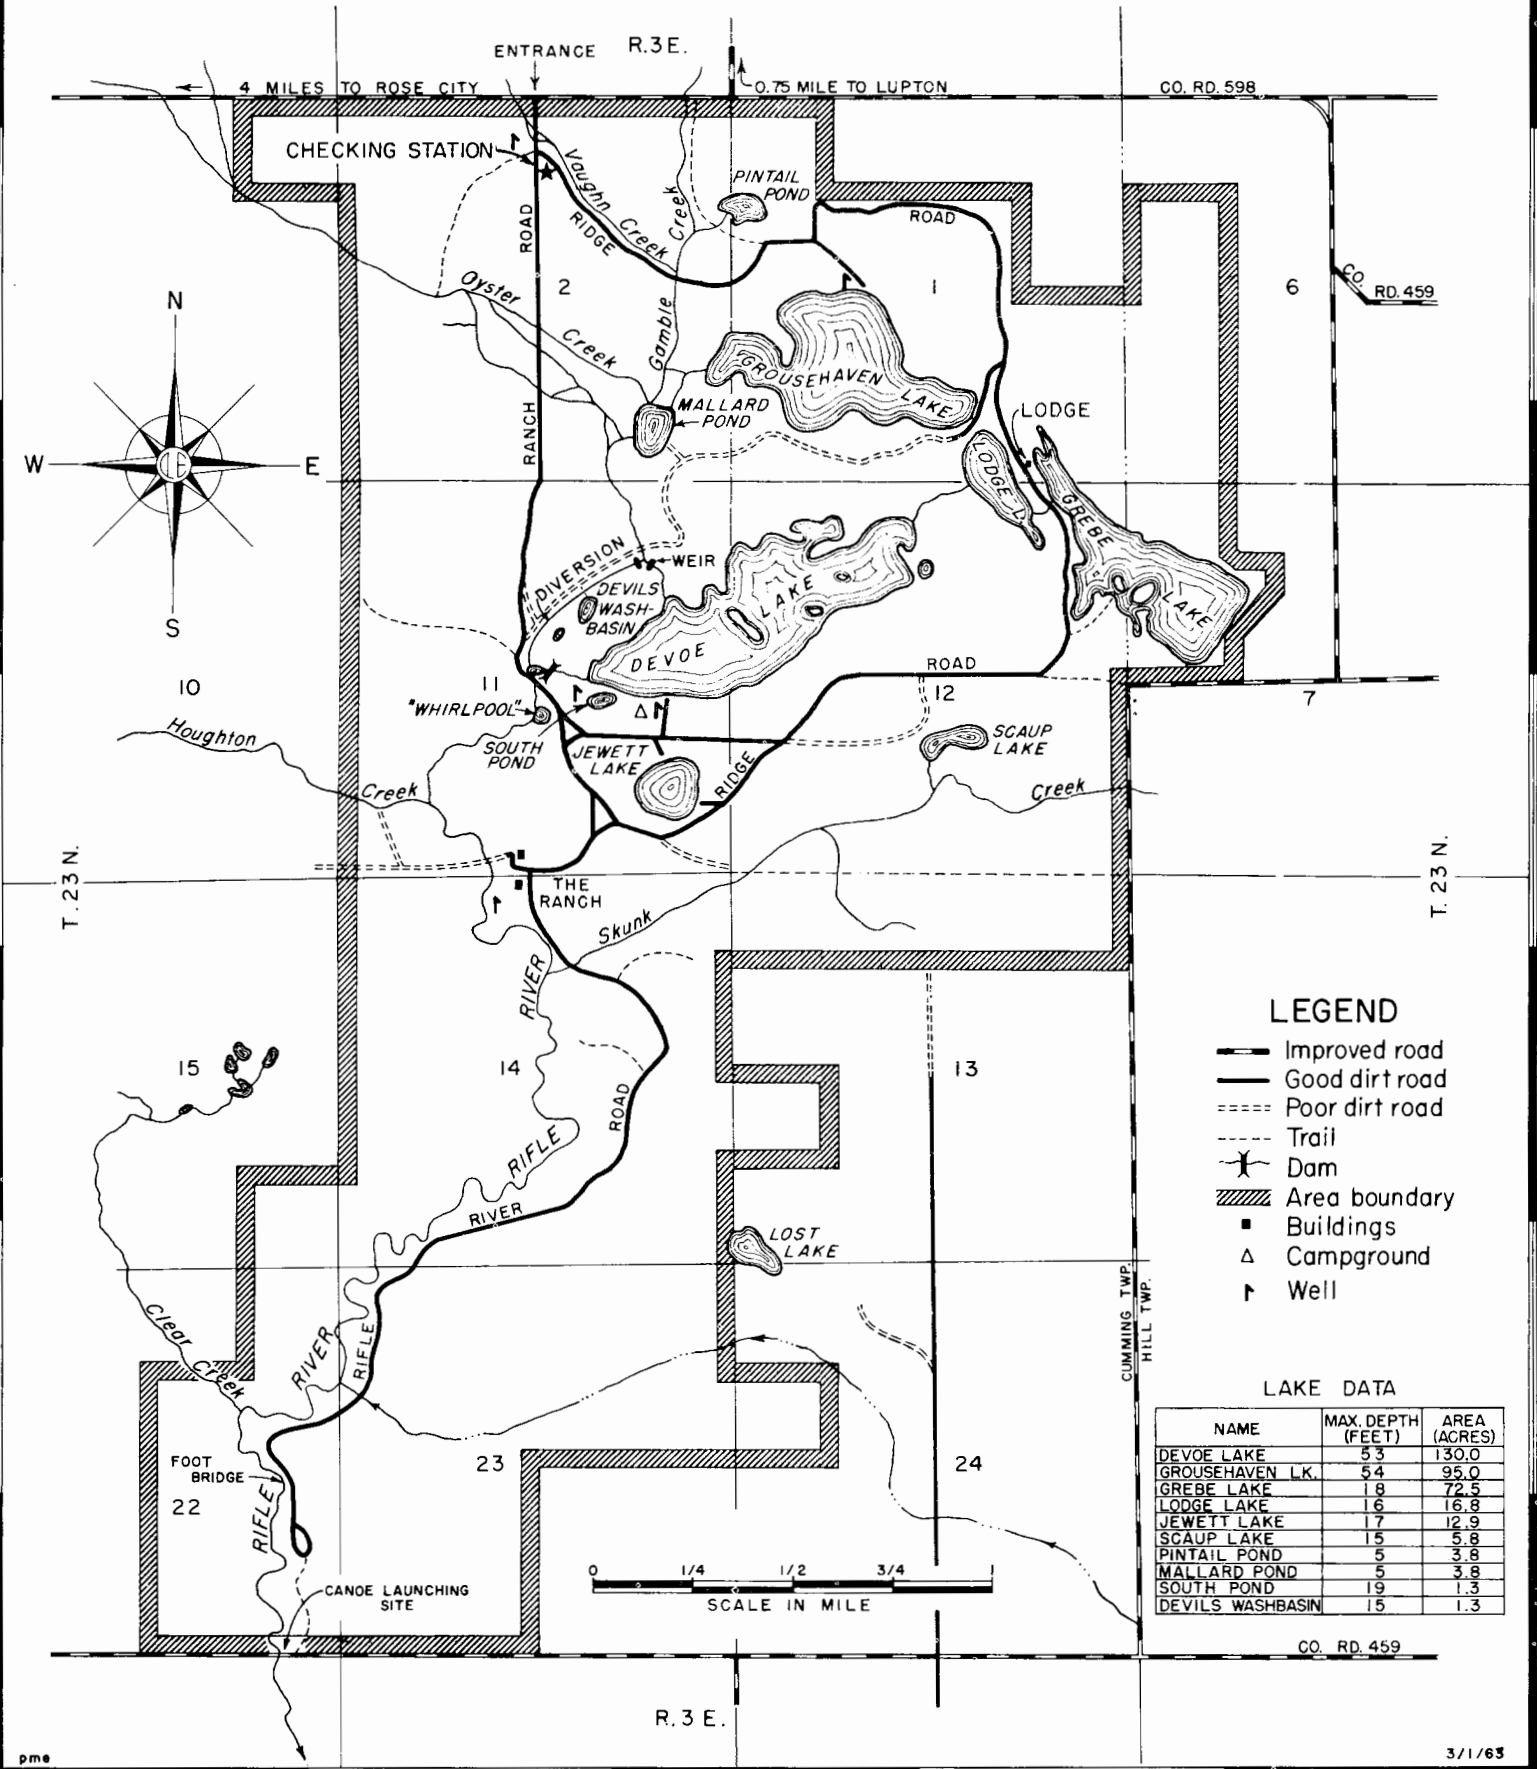 ENTRANCE
R.3E.
4 MILES TO ROSE CITY
0.75 MILE TO LUPTON
CO. RD. 598
CHECKING STATION
Vaughn Creek
PINTAIL
POND
Creek
ROAD
ROAD
RIDGE
2
1
6
CO.
RD. 459
Oyster
Creek
Gamble
N
GROUSEHAVEN
LAKE
MALLARD
POND
LODGE
RANCH
W
E
LODGE L.
GREBE
LAKE
DIVERSION
WEIR
DEVILS
WASH-
BASIN
LAKE
S
DEVOE
ROAD
10
11
12
7
"WHIRLPOOL"
Houghton
SOUTH
POND
JEWETT
LAKE
SCAUP
LAKE
RIDGE
Creek
Creek
T. 23 N.
T. 23 N.
THE
RANCH
Skunk
RIVER
15
14
13
ROAD
RIFLE
RIVER
LOST
LAKE
LEGEND
Improved road
Good dirt road
Poor dirt road
Trail
Dam
Area boundary
Buildings
Campground
Well
CUMMING TWP.
HILL TWP.
Clear
Creek
RIVER
RIFLE
FOOT
BRIDGE
22
23
24
RIFLE
CANOE LAUNCHING
SITE
0 1/4 1/2 3/4 1
SCALE IN MILE
LAKE DATA
NAME MAX. DEPTH (FEET) AREA (ACRES)
DEVOE LAKE 53 130.0
GROUSEHAVEN LK. 54 95.0
GREBE LAKE 18 72.5
LODGE LAKE 16 16.8
JEWETT LAKE 17 12.9
SCAUP LAKE 15 5.8
PINTAIL POND 5 3.8
MALLARD POND 5 3.8
SOUTH POND 19 1.3
DEVILS WASHBASIN 15 1.3
CO. RD. 459
R. 3 E.
pme
3/1/63